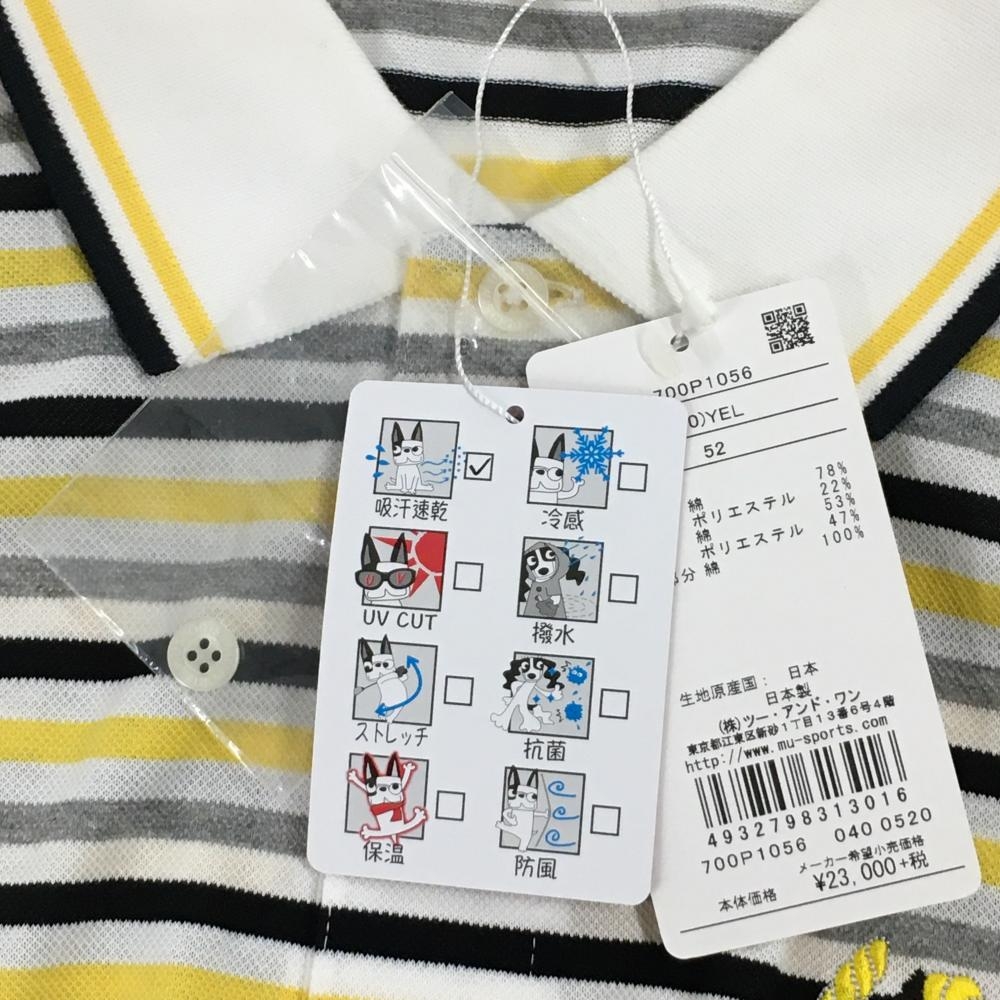 吸汗速乾
冷感
UV CUT
撥水
ストレッチ
抗菌
保温
防風
700P1056
0)YEL
52
綿 78%
ポリエステル 22%
綿 53%
ポリエステル 47%
分 綿 100%
生地原産国： 日本
日本製
(株)ツー・アンド・ワン
東京都江東区新砂1丁目13番6号4階
http://www.mu-sports.com
4932798313016
700P1056 040 0520
メーカー希望小売価格
本体価格 ¥23,000+税